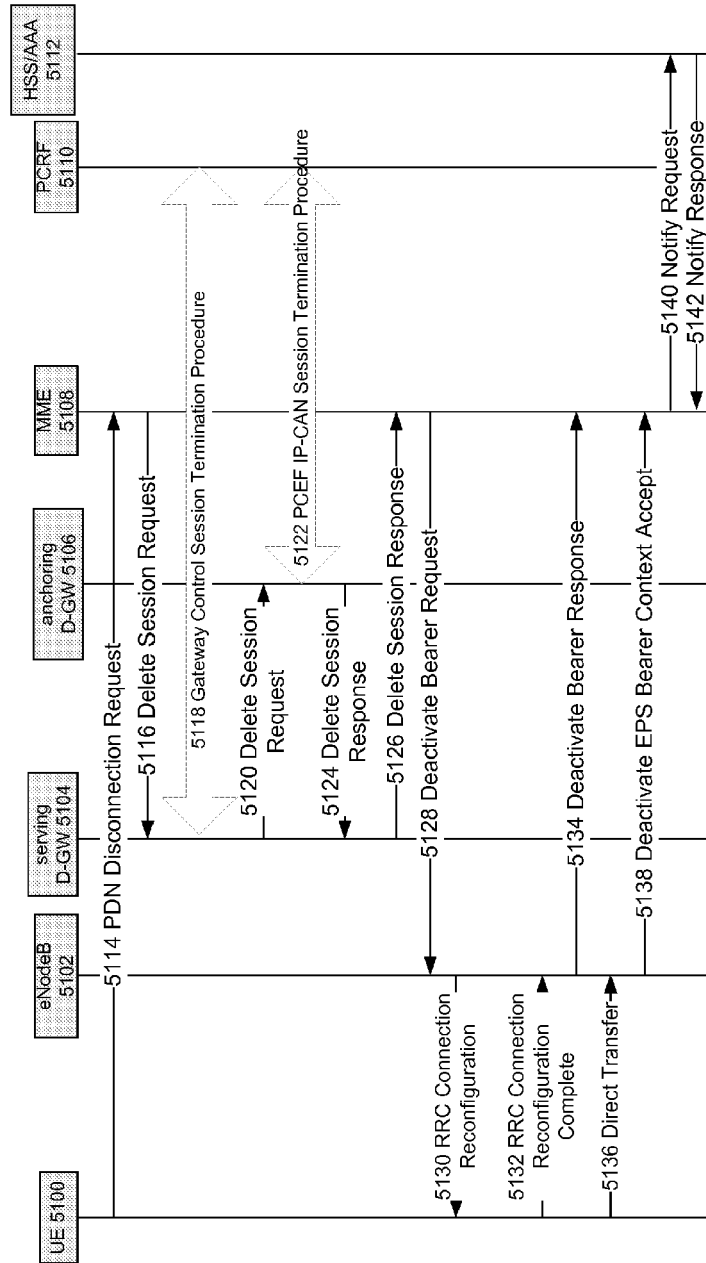 UE 5100
eNodeB
5102
serving
D-GW 5104
anchoring
D-GW 5106
MME
5108
PCRF
5110
HSS/AAA
5112
5114 PDN Disconnection Request
5116 Delete Session Request
5118 Gateway Control Session Termination Procedure
5120 Delete Session
Request
5122 PCEF IP-CAN Session Termination Procedure
5124 Delete Session
Response
5126 Delete Session Response
5128 Deactivate Bearer Request
5130 RRC Connection
Reconfiguration
5132 RRC Connection
Reconfiguration
Complete
5134 Deactivate Bearer Response
5136 Direct Transfer
5138 Deactivate EPS Bearer Context Accept
5140 Notify Request
5142 Notify Response